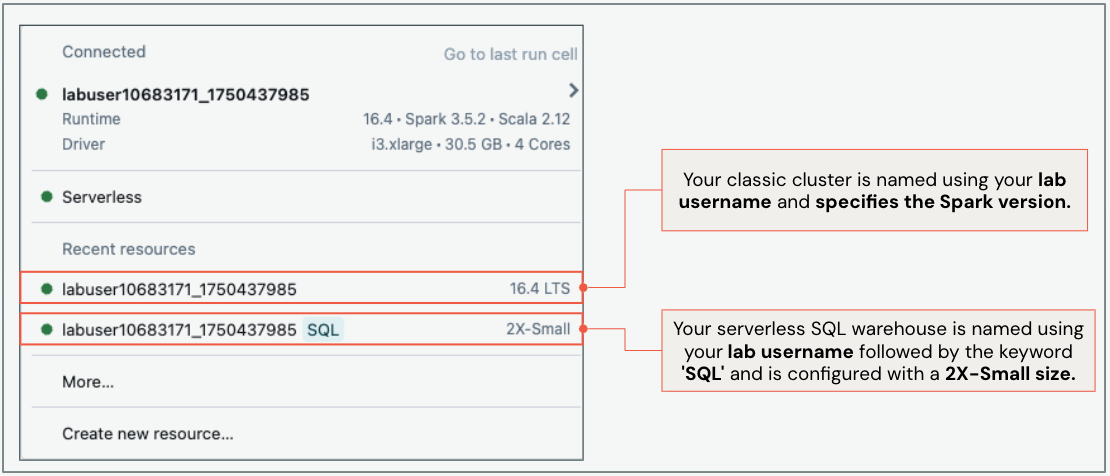 Connected Go to last run cell
labuser10683171_1750437985
Runtime 16.4 • Spark 3.5.2 • Scala 2.12
Driver i3.xlarge • 30.5 GB • 4 Cores
Serverless
Recent resources
labuser10683171_1750437985 16.4 LTS
labuser10683171_1750437985 SQL 2X-Small
More...
Create new resource...
Your classic cluster is named using your lab
username and specifies the Spark version.
Your serverless SQL warehouse is named using
your lab username followed by the keyword
'SQL' and is configured with a 2X-Small size.